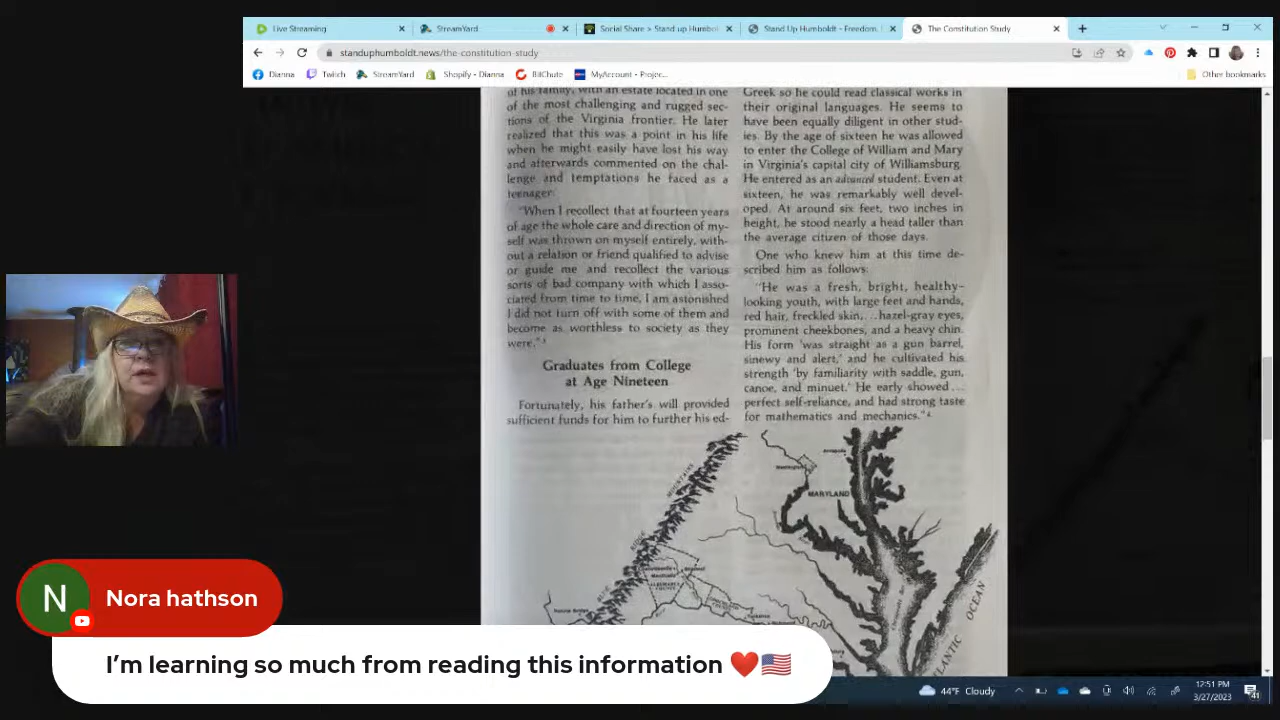 Live Streaming
StreamYard
Social Share > Stand up Humbol
Stand Up Humboldt - Freedom.
The Constitution Study
standuphumboldt.news/the-constitution-study
Dianna
Twitch
StreamYard
Shopify - Dianna
BitChute
MyAccount - Projec...
Other bookmarks
of his family, with an estate located in one
of the most challenging and rugged sec-
tions of the Virginia frontier. He later
realized that this was a point in his life
when he might easily have lost his way
and afterwards commented on the chal-
lenge and temptations he faced as a
teenager:
"When I recollect that at fourteen years
of age the whole care and direction of my-
self was thrown on myself entirely, with-
out a relation or friend qualified to advise
or guide me and recollect the various
sorts of bad company with which I asso-
ciated from time to time, I am astonished
I did not turn off with some of them and
become as worthless to society as they
were."3
Graduates from College
at Age Nineteen
Fortunately, his father's will provided
sufficient funds for him to further his ed-
Greek so he could read classical works in
their original languages. He seems to
have been equally diligent in other stud-
ies. By the age of sixteen he was allowed
to enter the College of William and Mary
in Virginia's capital city of Williamsburg.
He entered as an advanced student. Even at
sixteen, he was remarkably well devel-
oped. At around six feet, two inches in
height, he stood nearly a head taller than
the average citizen of those days.
One who knew him at this time de-
scribed him as follows:
"He was a fresh, bright, healthy-
looking youth, with large feet and hands,
red hair, freckled skin,...hazel-gray eyes,
prominent cheekbones, and a heavy chin.
His form 'was straight as a gun barrel,
sinewy and alert,' and he cultivated his
strength 'by familiarity with saddle, gun,
canoe, and minuet.' He early showed...
perfect self-reliance, and had strong taste
for mathematics and mechanics."4
MOUNTAINS
BLUE
Washington
Annapolis
MARYLAND
ATLANTIC OCEAN
N
Nora hathson
I'm learning so much from reading this information ❤️🇺🇸
44°F Cloudy
12:51 PM
3/27/2023
41